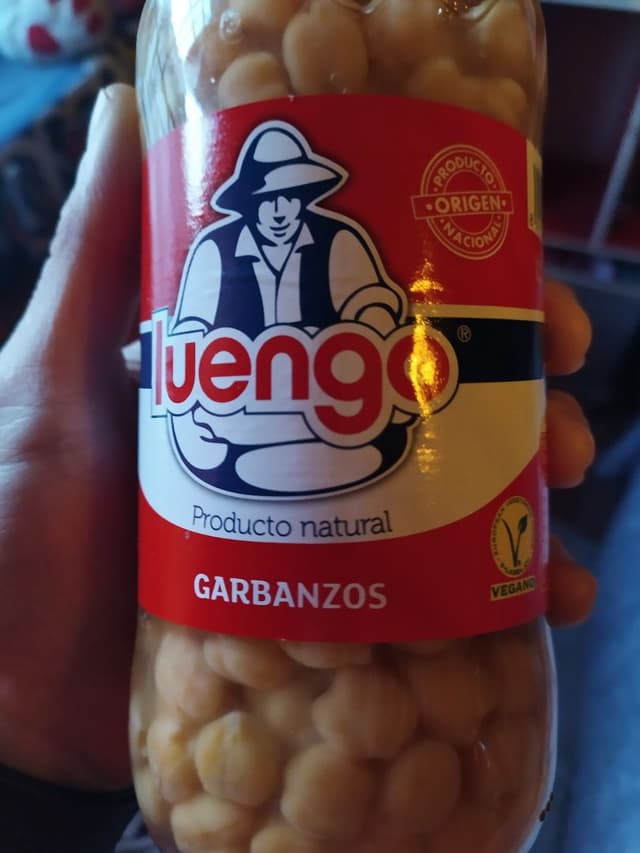 PRODUCTO
ORIGEN
NACIONAL
luengo®
Producto natural
GARBANZOS
VEGANO